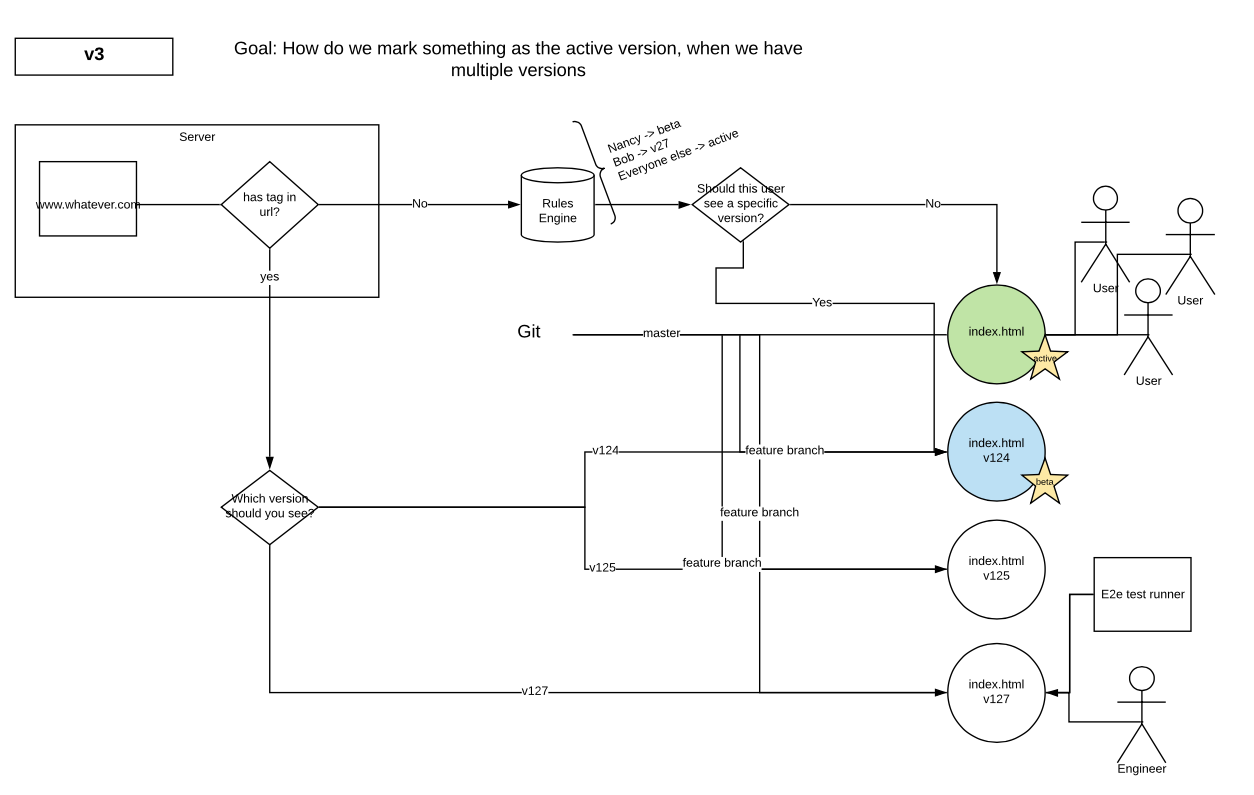 v3
Goal: How do we mark something as the active version, when we have
multiple versions
Server
www.whatever.com
has tag in
url?
No
yes
Rules
Engine
Nancy -> beta
Bob -> v27
Everyone else -> active
Should this user
see a specific
version?
No
Yes
User
User
User
Git
master
index.html
active
v124
feature branch
index.html
v124
beta
Which version
should you see?
feature branch
v125
feature branch
index.html
v125
E2e test runner
v127
index.html
v127
Engineer